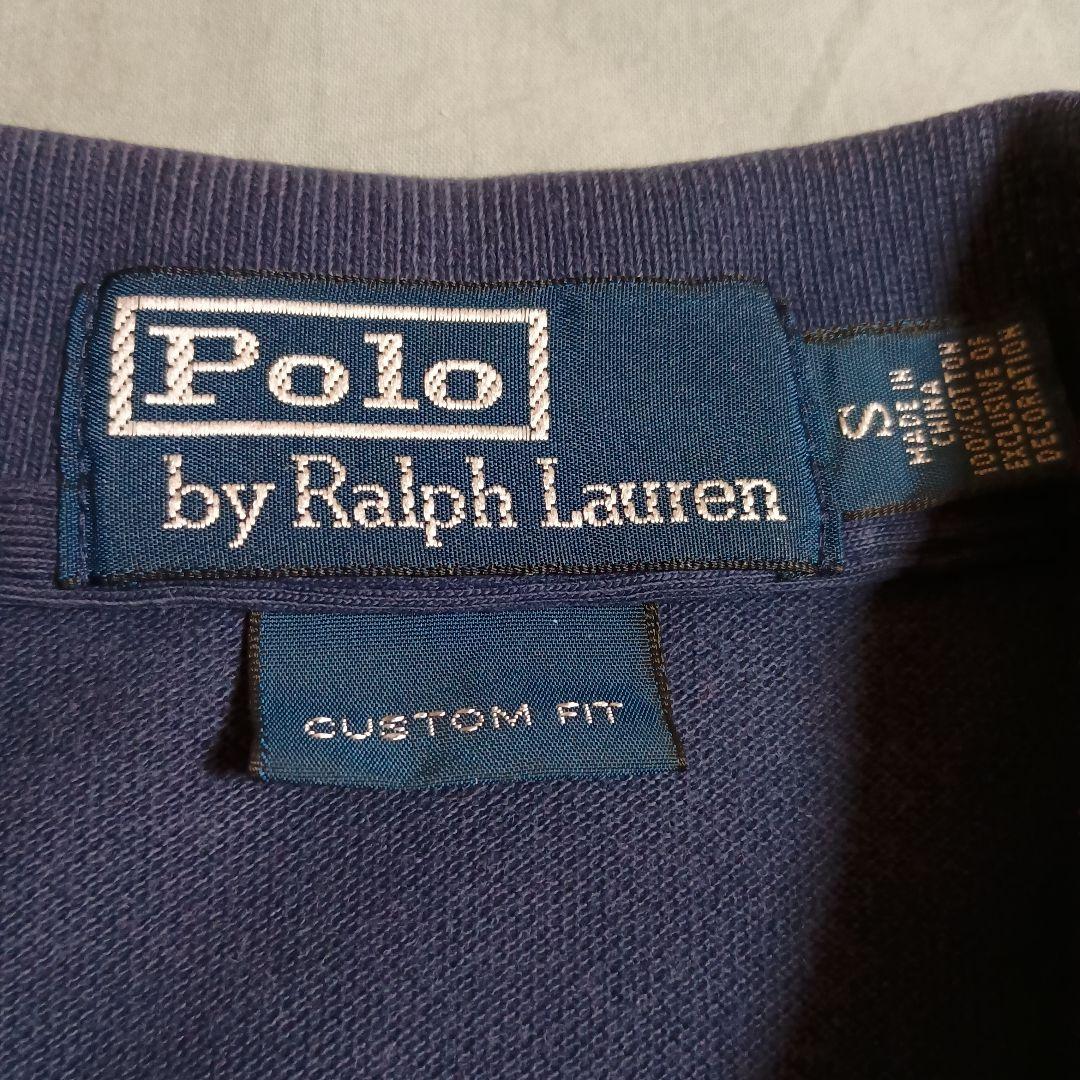 Polo
by Ralph Lauren
S
MADE IN
CHINA
100% COTTON
EXCLUSIVE OF
DECORATION
CUSTOM FIT